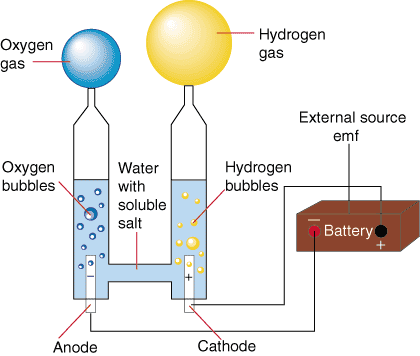 Oxygen
gas
Hydrogen
gas
External source
emf
Oxygen
bubbles
Water
with
soluble
salt
Hydrogen
bubbles
− Battery +
−
+
Anode
Cathode